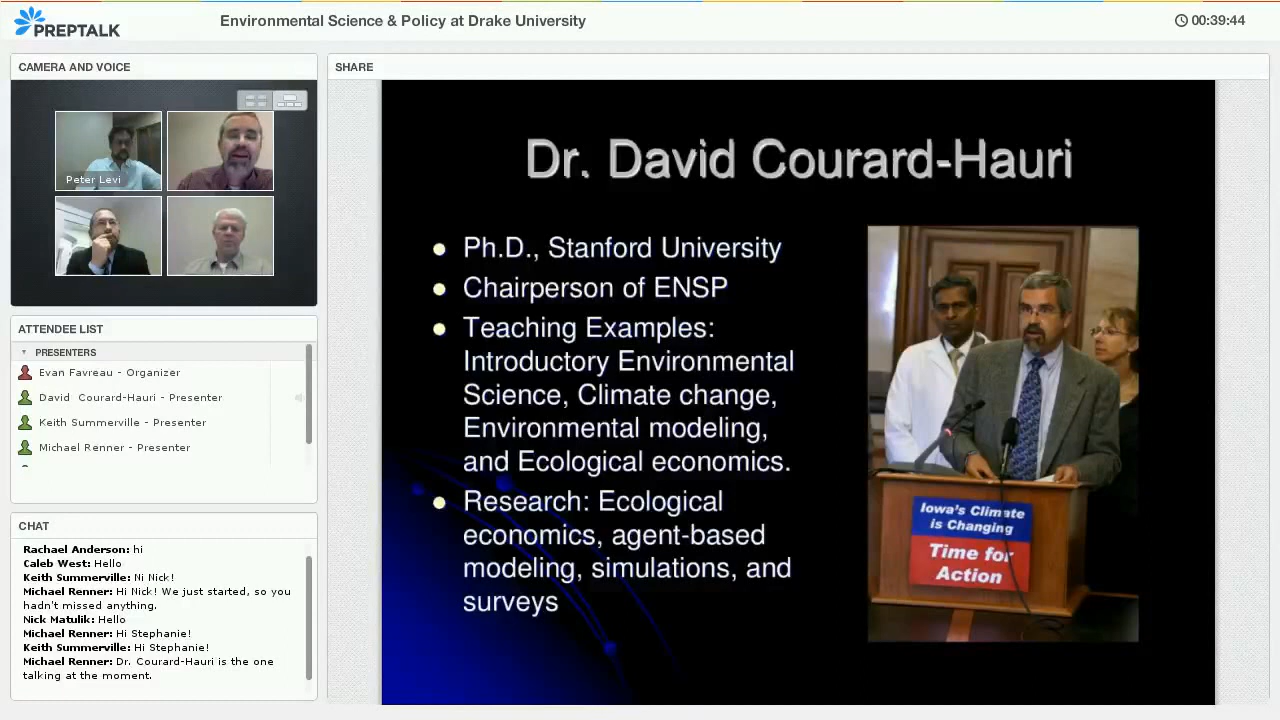 PREPTALK
Environmental Science & Policy at Drake University
00:39:44
CAMERA AND VOICE
Peter Levi
ATTENDEE LIST
PRESENTERS
Evan Favreau - Organizer
David Courard-Hauri - Presenter
Keith Summerville - Presenter
Michael Renner - Presenter
CHAT
Rachael Anderson: hi
Caleb West: Hello
Keith Summerville: Ni Nick!
Michael Renner: Hi Nick! We just started, so you
hadn't missed anything.
Nick Matulik: Hello
Michael Renner: Hi Stephanie!
Keith Summerville: Hi Stephanie!
Michael Renner: Dr. Courard-Hauri is the one
talking at the moment.
SHARE
Dr. David Courard-Hauri
Ph.D., Stanford University
Chairperson of ENSP
Teaching Examples:
Introductory Environmental
Science, Climate change,
Environmental modeling,
and Ecological economics.
Research: Ecological
economics, agent-based
modeling, simulations, and
surveys
Iowa's Climate
is Changing
Time for
Action